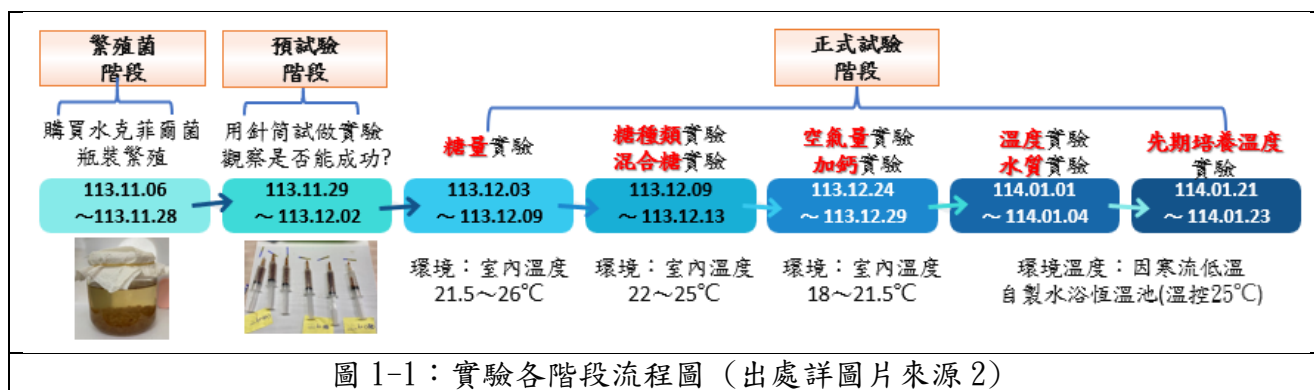 繁殖菌
階段
預試驗
階段
正式試驗
階段
購買水克菲爾菌
瓶裝繁殖
用針筒試做實驗
觀察是否能成功?
糖量實驗
糖種類實驗
混合糖實驗
空氣量實驗
加鈣實驗
溫度實驗
水質實驗
先期培養溫度
實驗
113.11.06
～113.11.28
113.11.29
～113.12.02
113.12.03
～113.12.09
113.12.09
～113.12.13
113.12.24
～113.12.29
114.01.01
～114.01.04
114.01.21
～114.01.23
環境：室內溫度
21.5～26°C
環境：室內溫度
22～25°C
環境：室內溫度
18～21.5°C
環境溫度：因寒流低溫
自製水浴恆溫池(溫控25°C)
圖 1-1：實驗各階段流程圖（出處詳圖片來源 2）